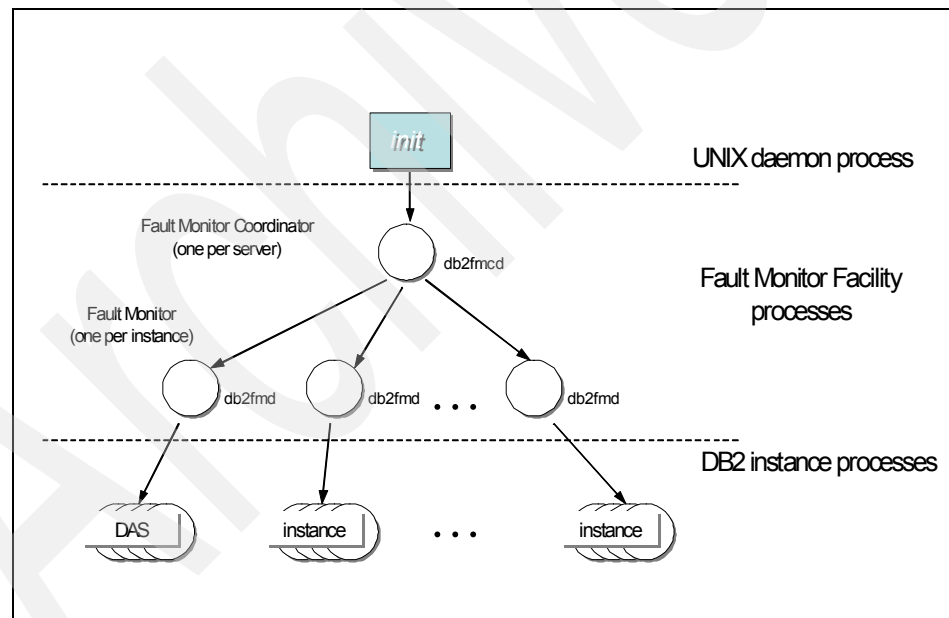 init
UNIX daemon process
Fault Monitor Coordinator
(one per server)
db2fmcd
Fault Monitor Facility
processes
Fault Monitor
(one per instance)
db2fmd
db2fmd
. . .
db2fmd
DB2 instance processes
DAS
instance
. . .
instance
Archive